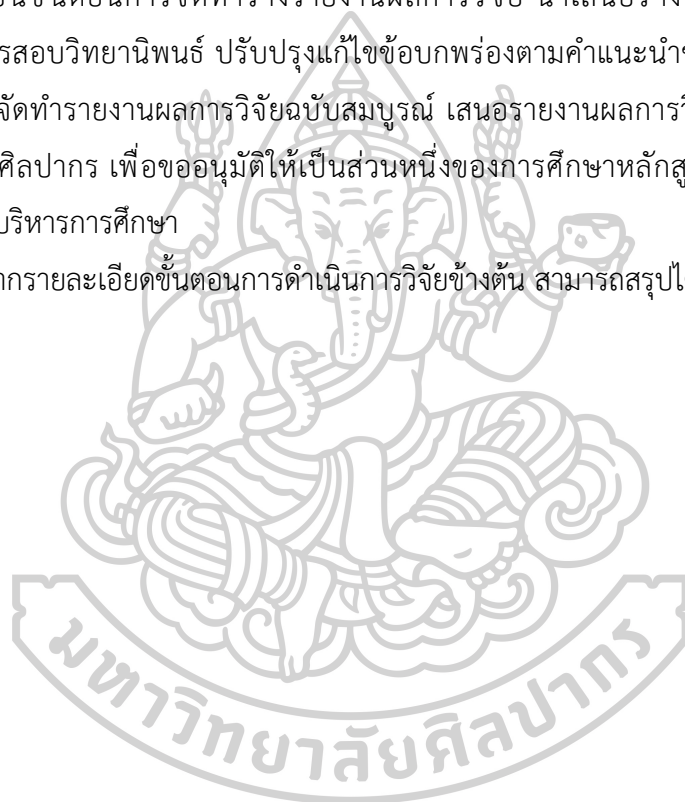 การสอบวิทยานิพนธ์ ปรับปรุงแก้ไขข้อบกพร่องตามคำแนะนำ
จัดทำรายงานผลการวิจัยฉบับสมบูรณ์ เสนอรายงานผลการ
ศิลปากร เพื่อขออนุมัติให้เป็นส่วนหนึ่งของการศึกษาหลักสู
บริหารการศึกษา
ากรายละเอียดขั้นตอนการดำเนินการวิจัยข้างต้น สามารถสรุปไ
มหาวิทยาลัยศิลปากร